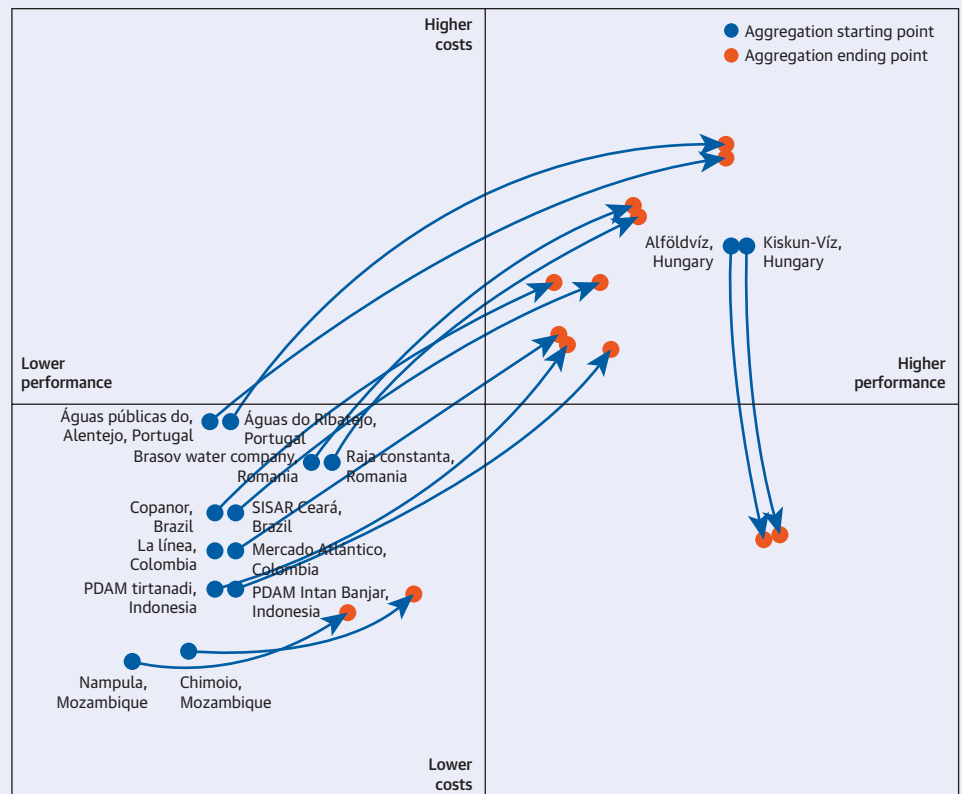 Higher
costs
Aggregation starting point
Aggregation ending point
Alföldvíz,
Hungary
Kiskun-Víz,
Hungary
Lower
performance
Higher
performance
Águas públicas do,
Alentejo, Portugal
Águas do Ribatejo,
Portugal
Brasov water company,
Romania
Raja constanta,
Romania
Copanor,
Brazil
SISAR Ceará,
Brazil
La línea,
Colombia
Mercado Atlántico,
Colombia
PDAM tirtanadi,
Indonesia
PDAM Intan Banjar,
Indonesia
Nampula,
Mozambique
Chimoio,
Mozambique
Lower
costs